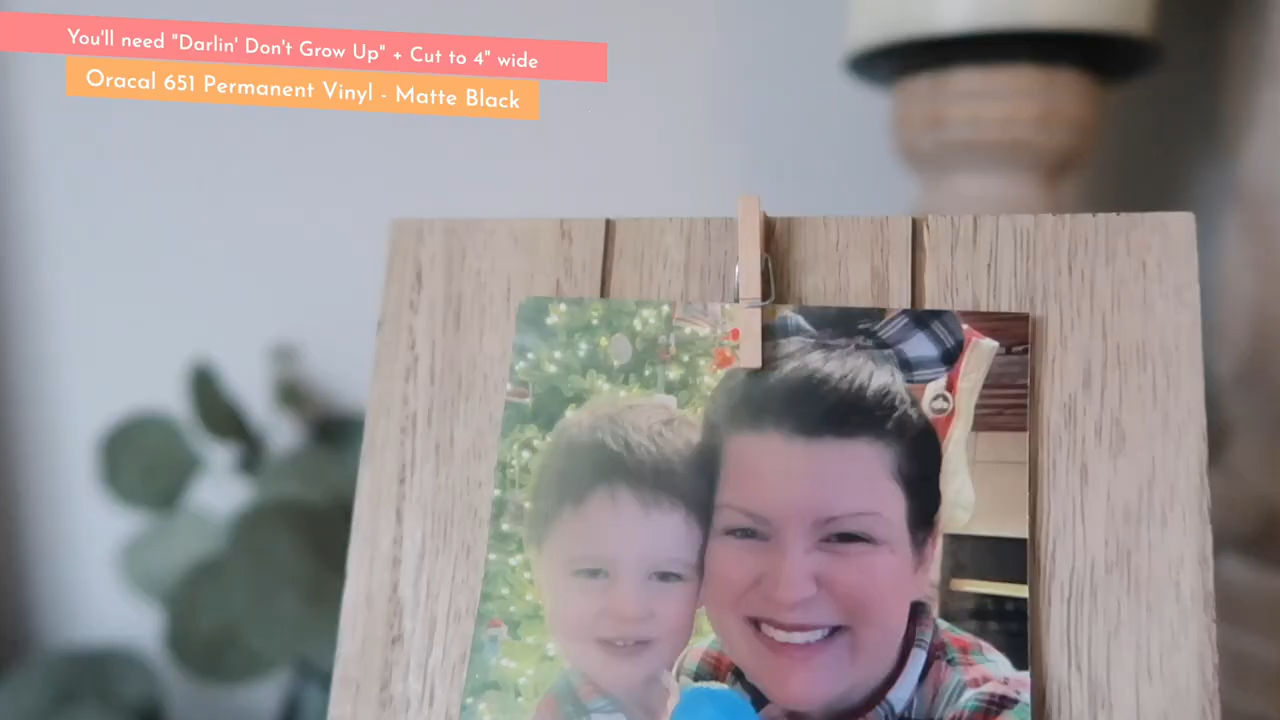 You'll need "Darlin' Don't Grow Up" + Cut to 4" wide
Oracal 651 Permanent Vinyl - Matte Black